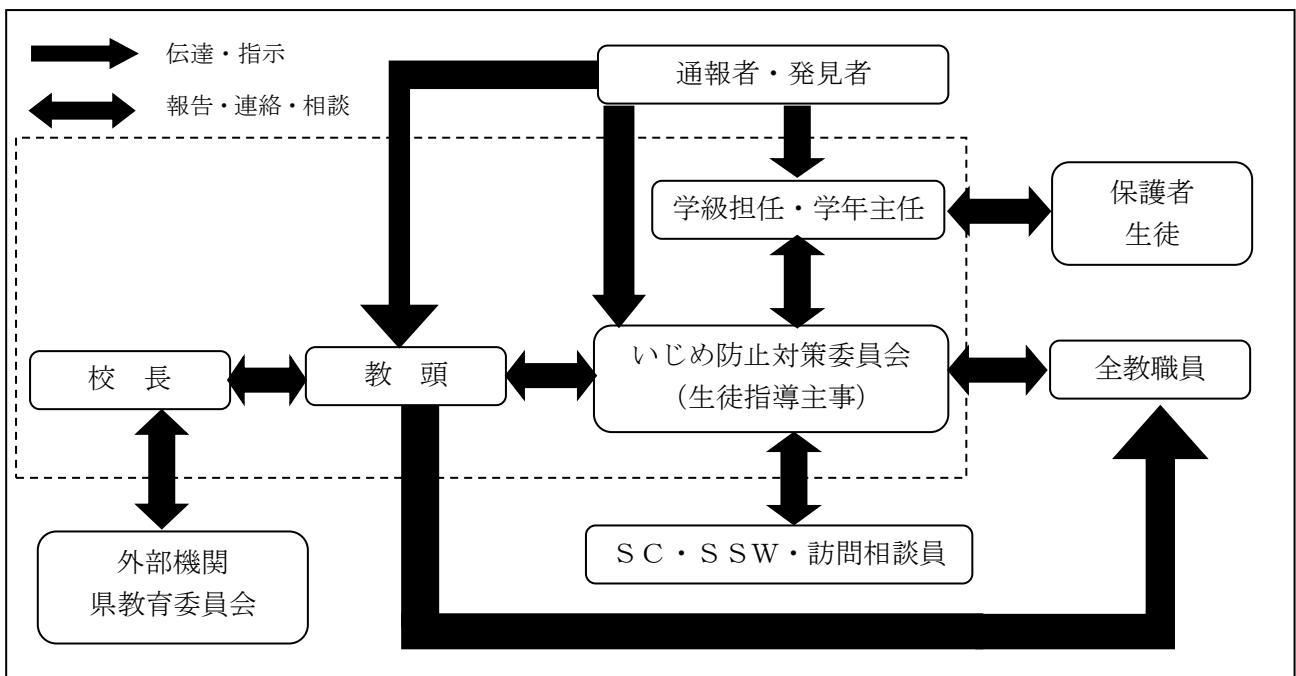 伝達・指示
報告・連絡・相談
通報者・発見者
学級担任・学年主任
保護者
生徒
校　長
教　頭
いじめ防止対策委員会
（生徒指導主事）
全教職員
ＳＣ・ＳＳＷ・訪問相談員
外部機関
県教育委員会